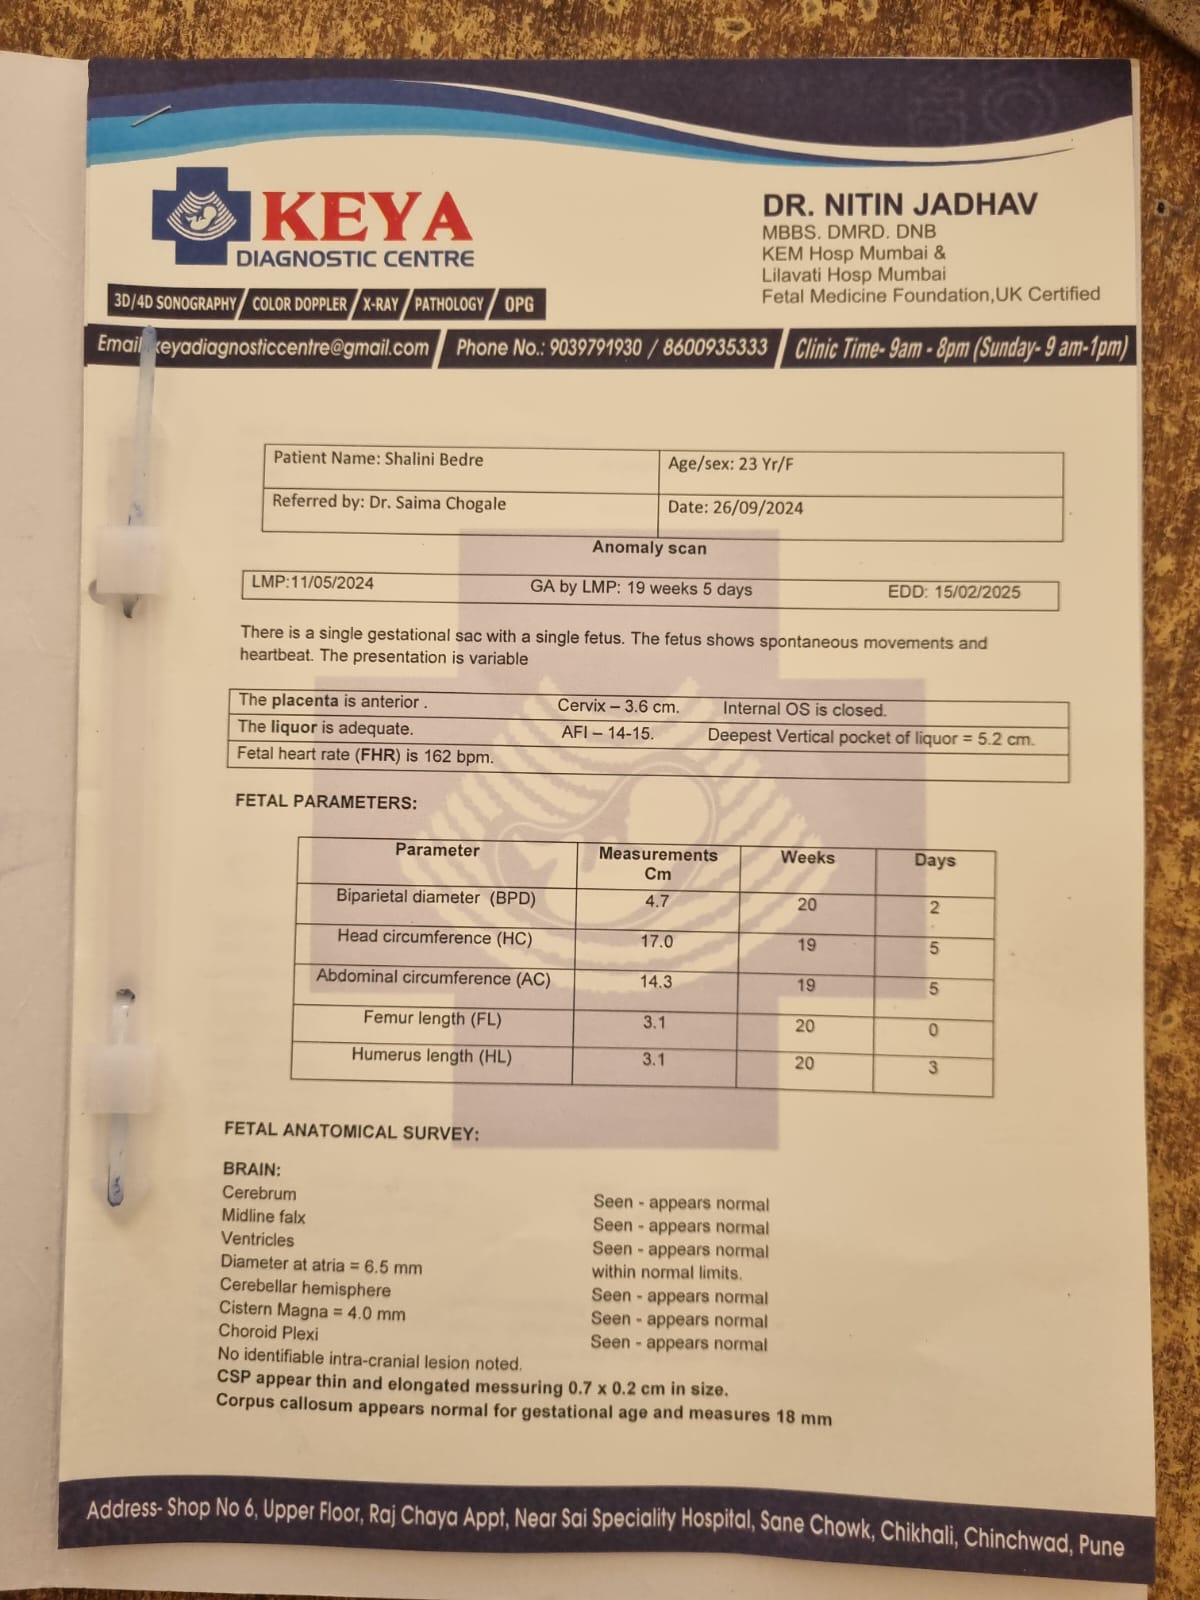 KEYA
DIAGNOSTIC CENTRE
3D/4D SONOGRAPHY / COLOR DOPPLER / X-RAY / PATHOLOGY / OPG
DR. NITIN JADHAV
MBBS. DMRD. DNB
KEM Hosp Mumbai &
Lilavati Hosp Mumbai
Fetal Medicine Foundation,UK Certified
Email: keyadiagnosticcentre@gmail.com / Phone No.: 9039791930 / 8600935333 / Clinic Time- 9am - 8pm (Sunday- 9 am-1pm)
Patient Name: Shalini Bedre Age/sex: 23 Yr/F
Referred by: Dr. Saima Chogale Date: 26/09/2024
Anomaly scan
LMP:11/05/2024 GA by LMP: 19 weeks 5 days EDD: 15/02/2025
There is a single gestational sac with a single fetus. The fetus shows spontaneous movements and
heartbeat. The presentation is variable
The placenta is anterior . Cervix – 3.6 cm. Internal OS is closed.
The liquor is adequate. AFI – 14-15. Deepest Vertical pocket of liquor = 5.2 cm.
Fetal heart rate (FHR) is 162 bpm.
FETAL PARAMETERS:
Parameter Measurements Weeks Days
Cm
Biparietal diameter (BPD) 4.7 20 2
Head circumference (HC) 17.0 19 5
Abdominal circumference (AC) 14.3 19 5
Femur length (FL) 3.1 20 0
Humerus length (HL) 3.1 20 3
FETAL ANATOMICAL SURVEY:
BRAIN:
Cerebrum Seen - appears normal
Midline falx Seen - appears normal
Ventricles Seen - appears normal
Diameter at atria = 6.5 mm within normal limits.
Cerebellar hemisphere Seen - appears normal
Cistern Magna = 4.0 mm Seen - appears normal
Choroid Plexi Seen - appears normal
No identifiable intra-cranial lesion noted.
CSP appear thin and elongated messuring 0.7 x 0.2 cm in size.
Corpus callosum appears normal for gestational age and measures 18 mm
Address- Shop No 6, Upper Floor, Raj Chaya Appt, Near Sai Speciality Hospital, Sane Chowk, Chikhali, Chinchwad, Pune